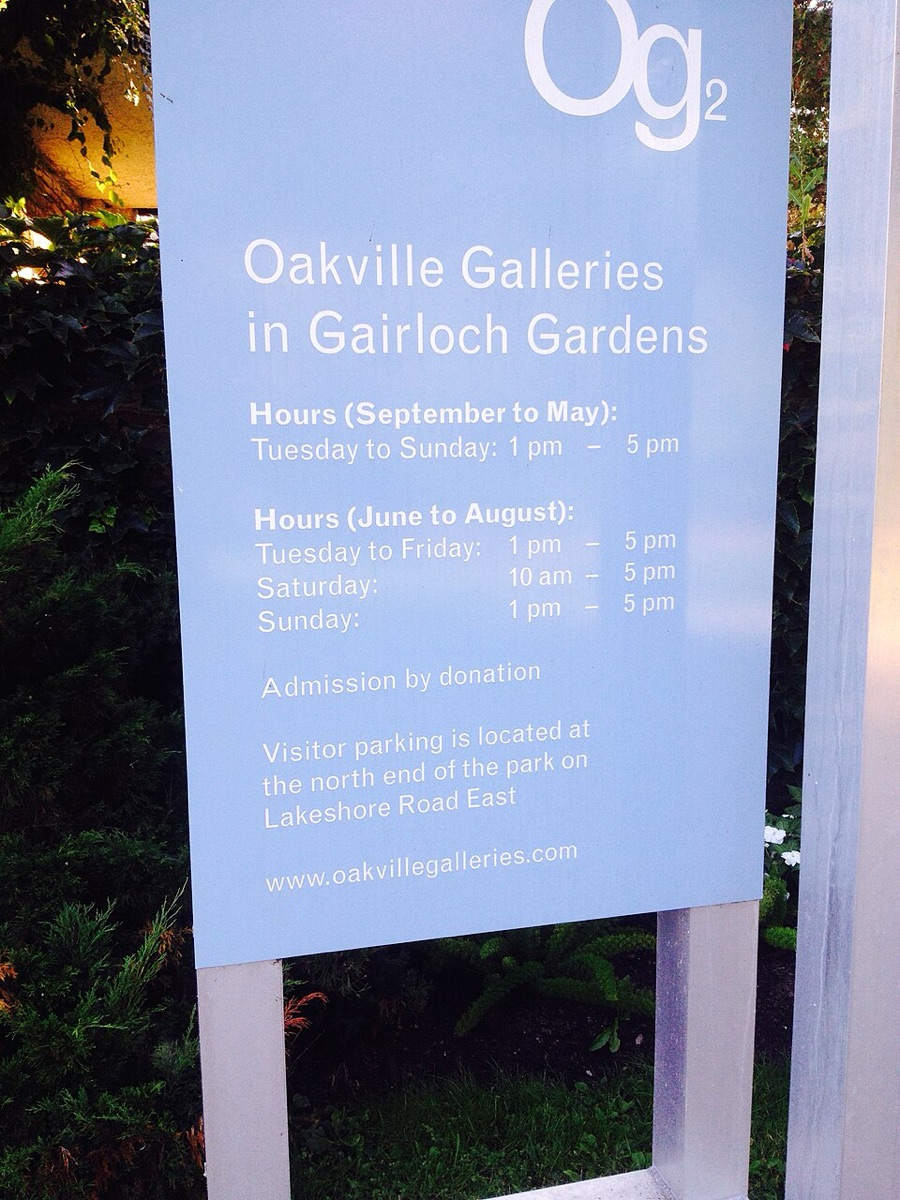 Og2
Oakville Galleries
in Gairloch Gardens
Hours (September to May):
Tuesday to Sunday: 1 pm – 5 pm
Hours (June to August):
Tuesday to Friday: 1 pm – 5 pm
Saturday: 10 am – 5 pm
Sunday: 1 pm – 5 pm
Admission by donation
Visitor parking is located at
the north end of the park on
Lakeshore Road East
www.oakvillegalleries.com